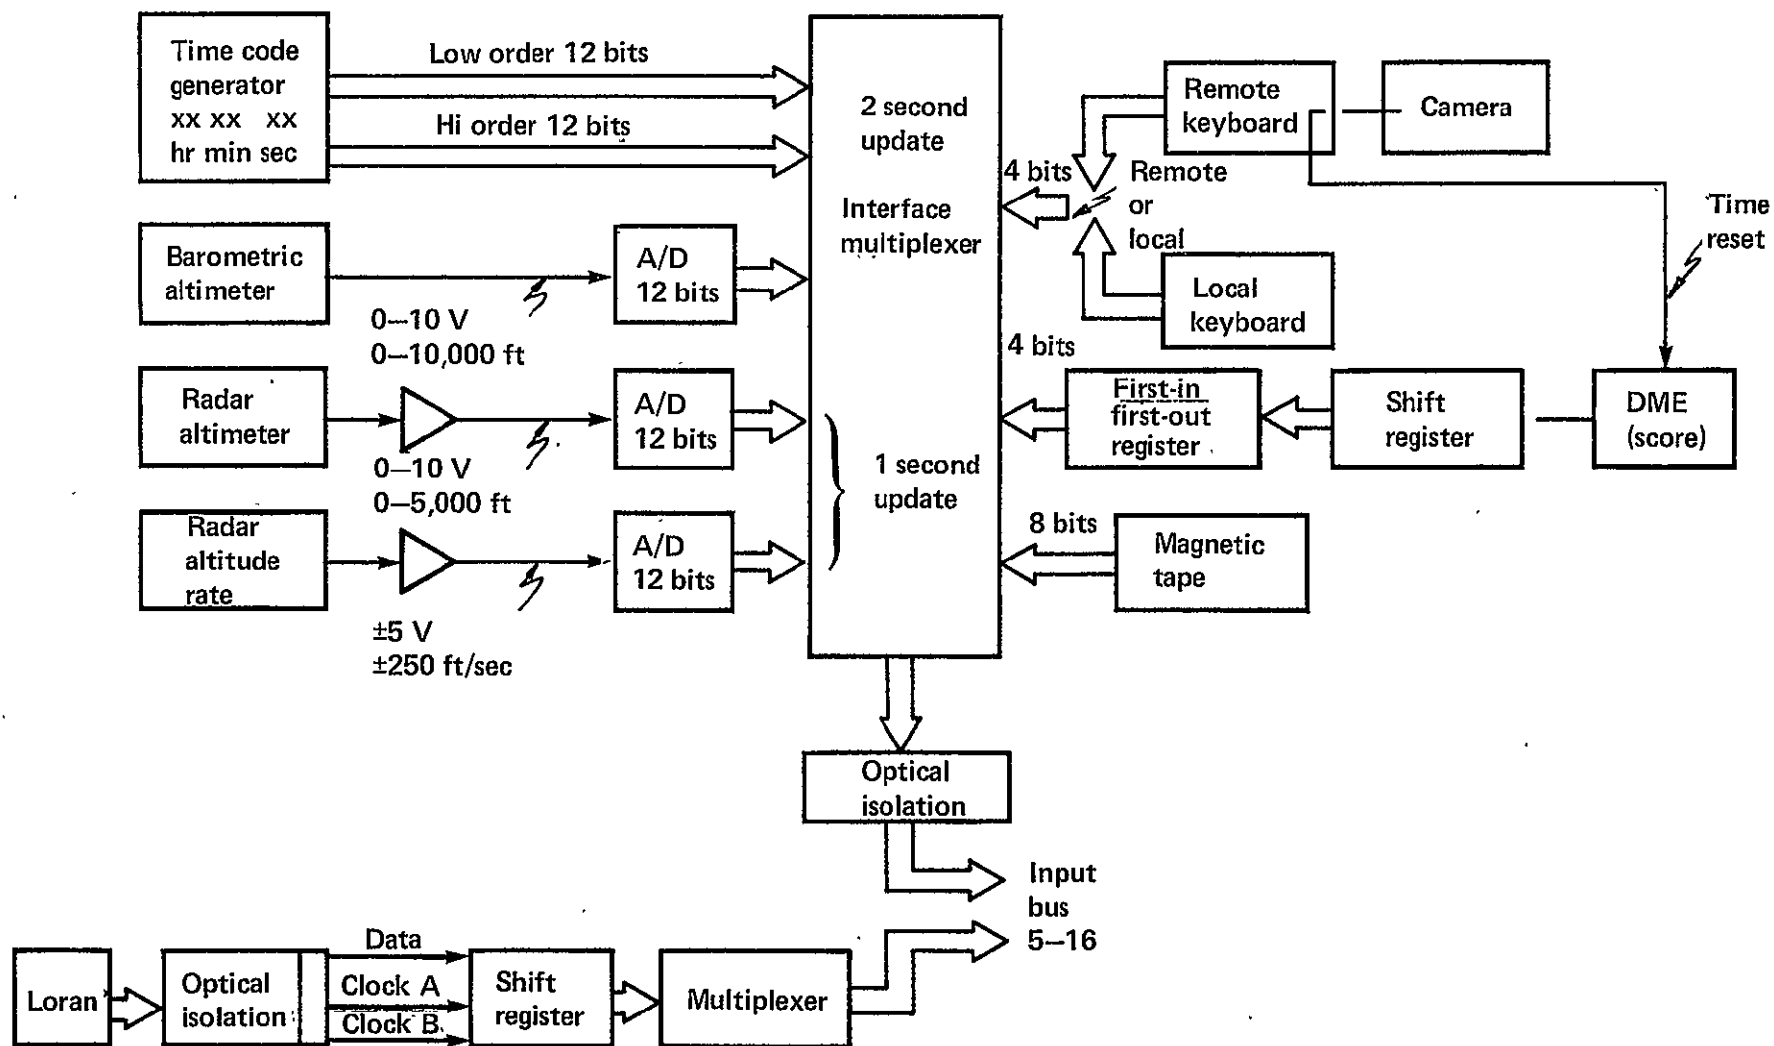 Time code
generator
xx xx xx
hr min sec
Low order 12 bits
Hi order 12 bits
Barometric
altimeter
0–10 V
0–10,000 ft
A/D
12 bits
Radar
altimeter
0–10 V
0–5,000 ft
A/D
12 bits
Radar
altitude
rate
±5 V
±250 ft/sec
A/D
12 bits
2 second
update
Interface
multiplexer
1 second
update
4 bits
Remote
or
local
Remote
keyboard
Camera
Local
keyboard
Time
reset
4 bits
First-in
first-out
register
Shift
register
DME
(score)
8 bits
Magnetic
tape
Optical
isolation
Input
bus
5–16
Loran
Optical
isolation
Data
Clock A
Clock B
Shift
register
Multiplexer